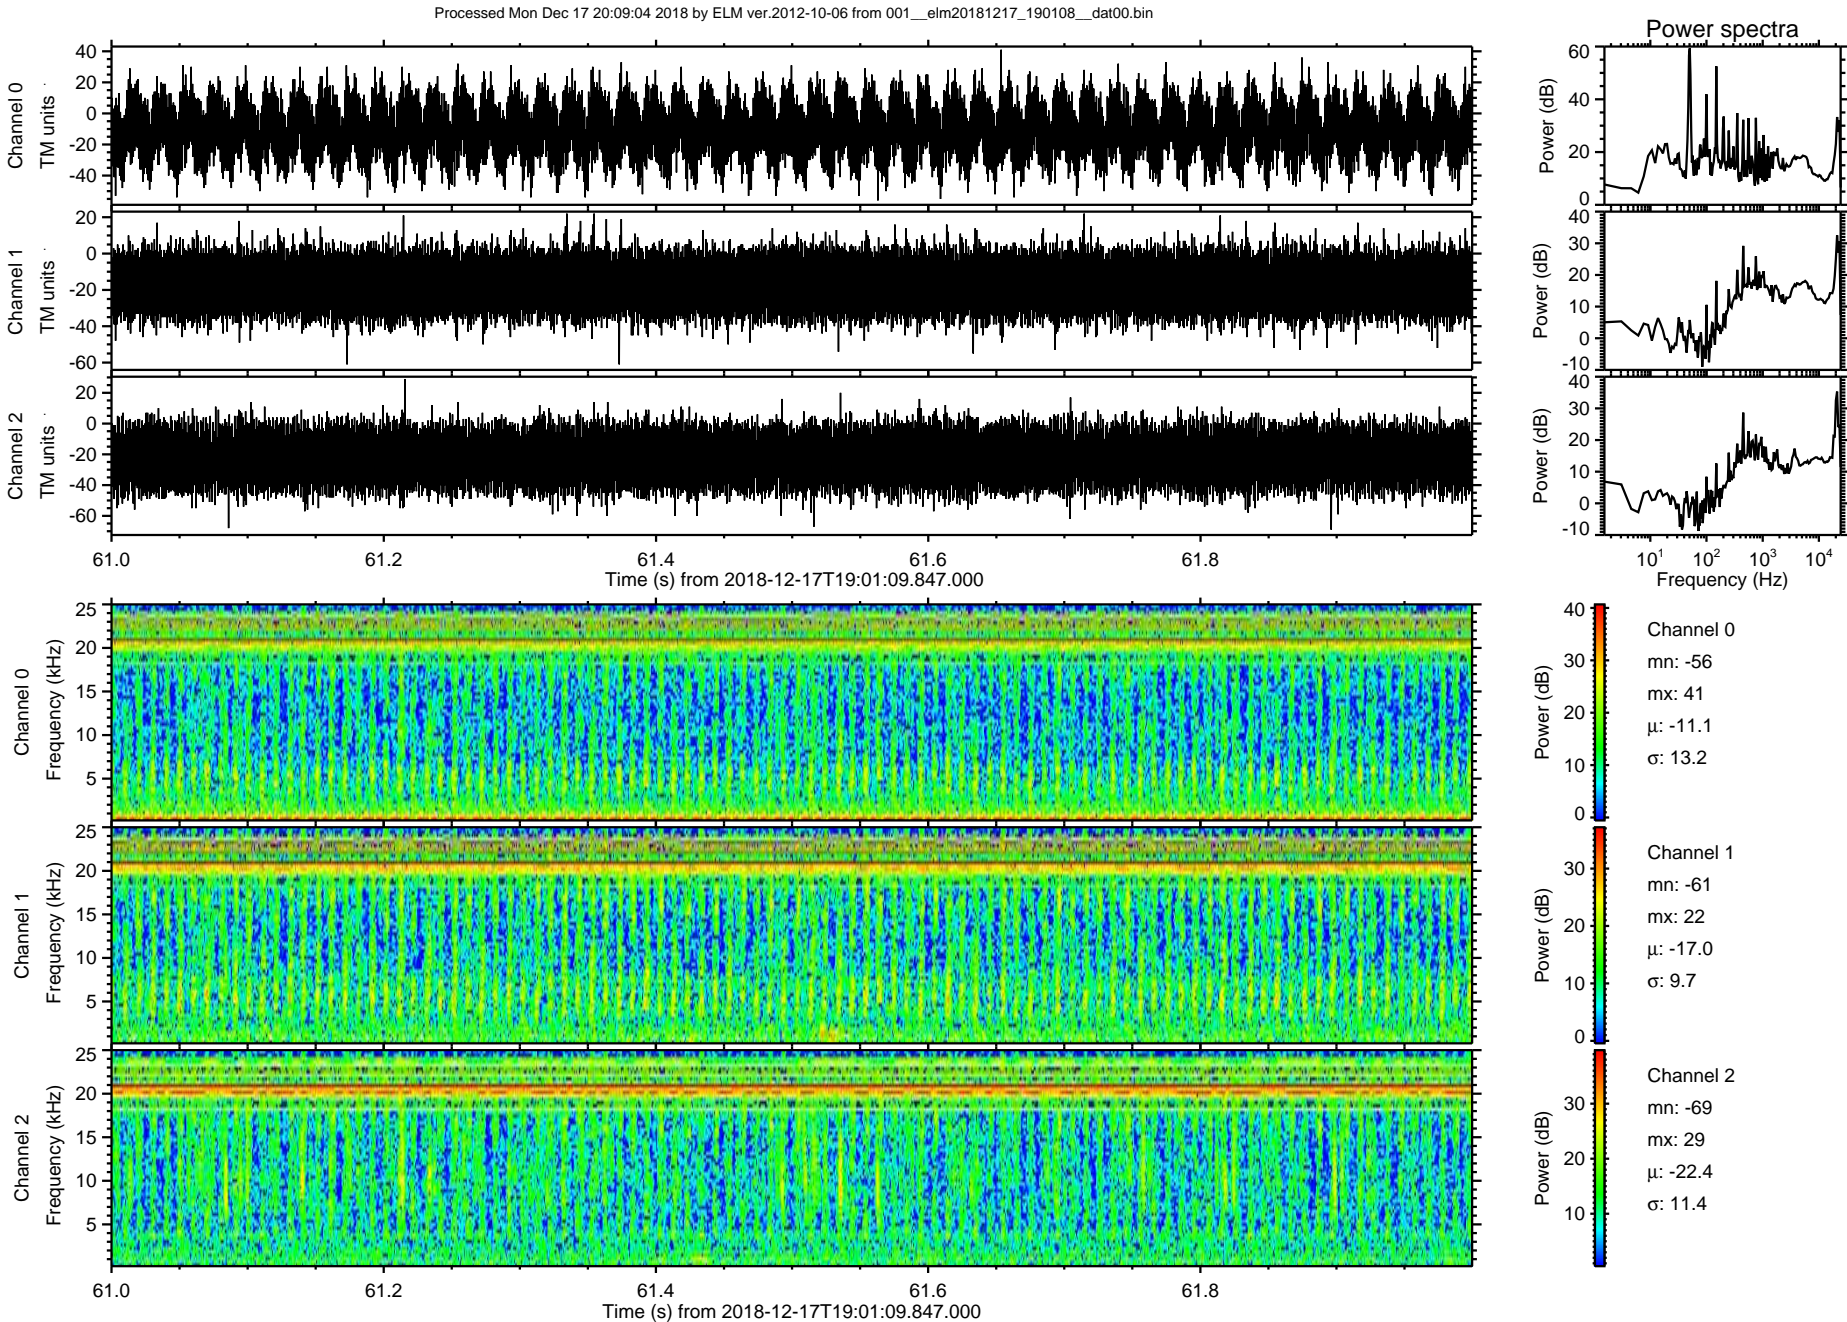 Processed Mon Dec 17 20:09:04 2018 by ELM ver.2012-10-06 from 001__elm20181217_190108__dat00.bin
Power spectra
Channel 0
TM units
40
20
0
-20
-40
Power (dB)
60
40
20
0
Channel 1
TM units
20
0
-20
-40
-60
Power (dB)
40
30
20
10
0
-10
Channel 2
TM units
20
0
-20
-40
-60
Power (dB)
40
30
20
10
0
-10
61.0 61.2 61.4 61.6 61.8
Time (s) from 2018-12-17T19:01:09.847.000
10¹ 10² 10³ 10⁴
Frequency (Hz)
Channel 0
Frequency (kHz)
25
20
15
10
5
Power (dB)
40
30
20
10
0
Channel 0
mn: -56
mx: 41
μ: -11.1
σ: 13.2
Channel 1
Frequency (kHz)
25
20
15
10
5
Power (dB)
30
20
10
0
Channel 1
mn: -61
mx: 22
μ: -17.0
σ: 9.7
Channel 2
Frequency (kHz)
25
20
15
10
5
Power (dB)
30
20
10
Channel 2
mn: -69
mx: 29
μ: -22.4
σ: 11.4
61.0 61.2 61.4 61.6 61.8
Time (s) from 2018-12-17T19:01:09.847.000